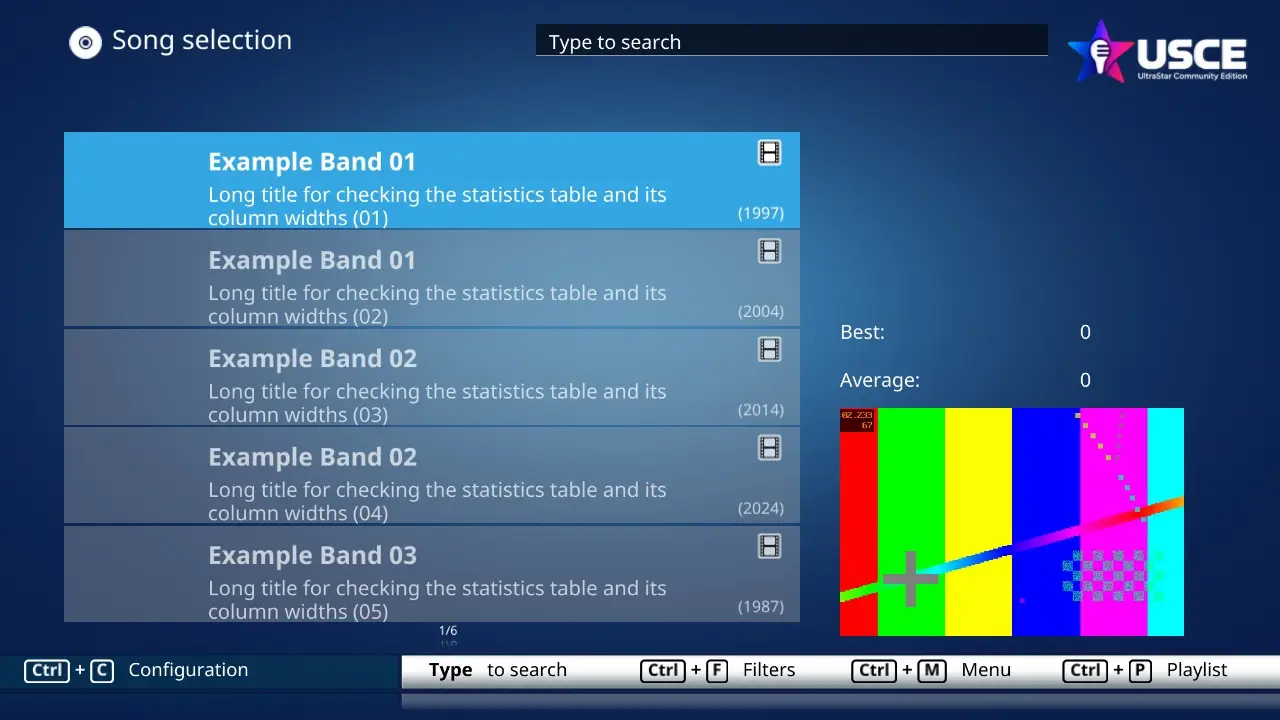 Song selection
Type to search
USCE
UltraStar Community Edition
Example Band 01
Long title for checking the statistics table and its
column widths (01)
(1997)
Example Band 01
Long title for checking the statistics table and its
column widths (02)
(2004)
Example Band 02
Long title for checking the statistics table and its
column widths (03)
(2014)
Example Band 02
Long title for checking the statistics table and its
column widths (04)
(2024)
Example Band 03
Long title for checking the statistics table and its
column widths (05)
(1987)
1/6
Best: 0
Average: 0
02.233
67
Ctrl + C Configuration
Type to search
Ctrl + F Filters
Ctrl + M Menu
Ctrl + P Playlist